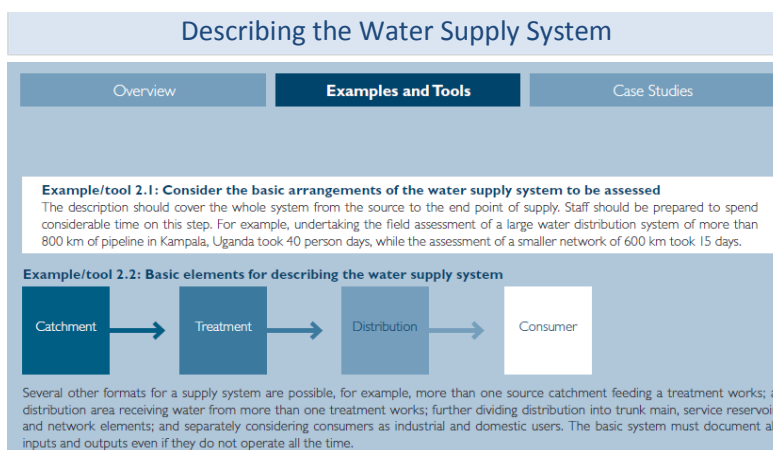 Describing the Water Supply System
Overview
Examples and Tools
Case Studies
Example/tool 2.1: Consider the basic arrangements of the water supply system to be assessed
The description should cover the whole system from the source to the end point of supply. Staff should be prepared to spend
considerable time on this step. For example, undertaking the field assessment of a large water distribution system of more than
800 km of pipeline in Kampala, Uganda took 40 person days, while the assessment of a smaller network of 600 km took 15 days.
Example/tool 2.2: Basic elements for describing the water supply system
Catchment
Treatment
Distribution
Consumer
Several other formats for a supply system are possible, for example, more than one source catchment feeding a treatment works;
distribution area receiving water from more than one treatment works; further dividing distribution into trunk main, service
and network elements; and separately considering consumers as industrial and domestic users. The basic system must document
inputs and outputs even if they do not operate all the time.